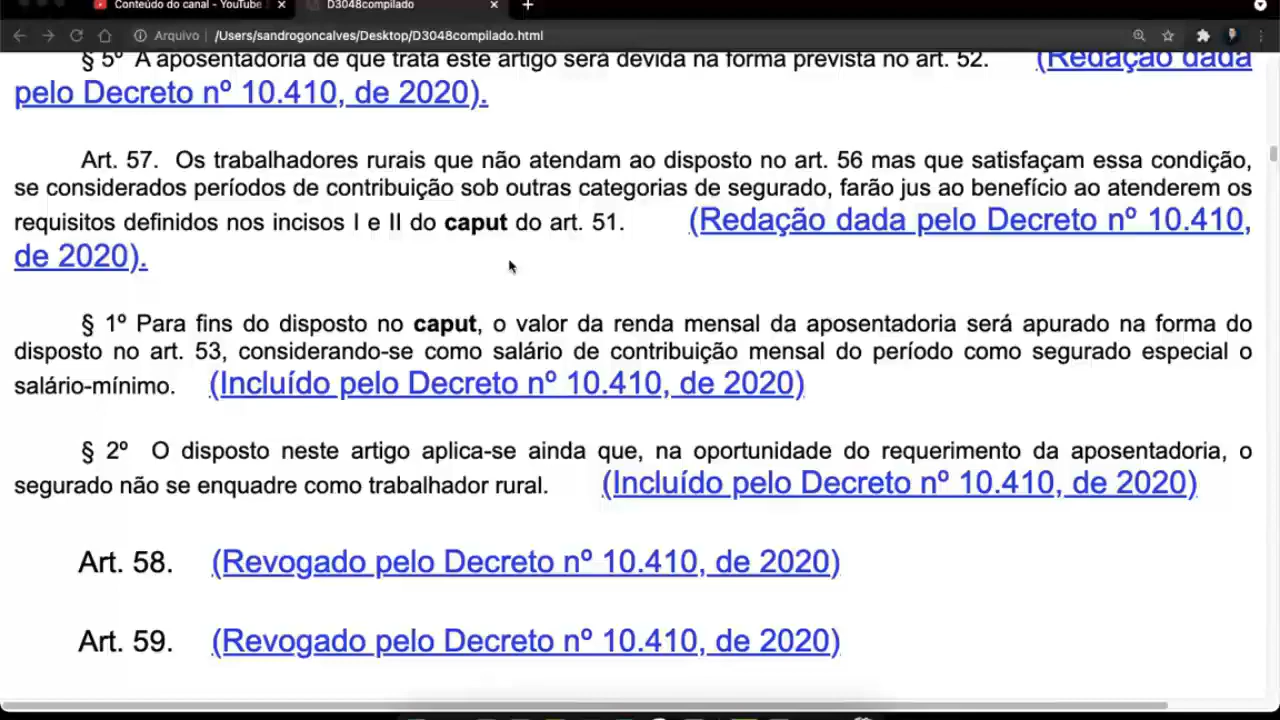 Conteúdo do canal - YouTube
D3048compilado
Arquivo | /Users/sandrogoncalves/Desktop/D3048compilado.html
§ 5º A aposentadoria de que trata este artigo será devida na forma prevista no art. 52. (Redação dada
pelo Decreto nº 10.410, de 2020).
Art. 57. Os trabalhadores rurais que não atendam ao disposto no art. 56 mas que satisfaçam essa condição,
se considerados períodos de contribuição sob outras categorias de segurado, farão jus ao benefício ao atenderem os
requisitos definidos nos incisos I e II do caput do art. 51. (Redação dada pelo Decreto nº 10.410,
de 2020).
§ 1º Para fins do disposto no caput, o valor da renda mensal da aposentadoria será apurado na forma do
disposto no art. 53, considerando-se como salário de contribuição mensal do período como segurado especial o
salário-mínimo. (Incluído pelo Decreto nº 10.410, de 2020)
§ 2º O disposto neste artigo aplica-se ainda que, na oportunidade do requerimento da aposentadoria, o
segurado não se enquadre como trabalhador rural. (Incluído pelo Decreto nº 10.410, de 2020)
Art. 58. (Revogado pelo Decreto nº 10.410, de 2020)
Art. 59. (Revogado pelo Decreto nº 10.410, de 2020)